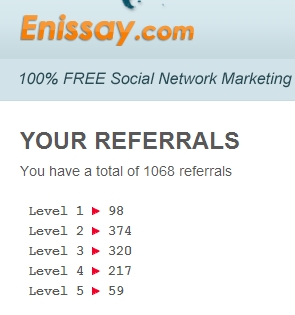 Enissay.com
100% FREE Social Network Marketing
YOUR REFERRALS
You have a total of 1068 referrals
Level 1 ► 98
Level 2 ► 374
Level 3 ► 320
Level 4 ► 217
Level 5 ► 59